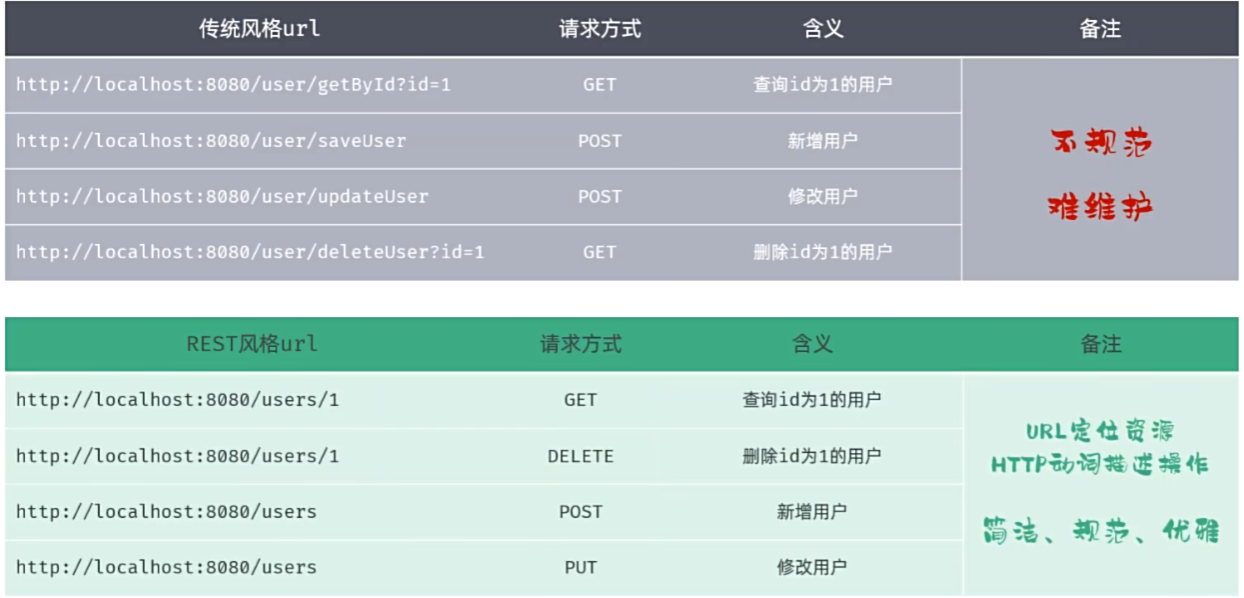 传统风格url 请求方式 含义 备注
http://localhost:8080/user/getById?id=1 GET 查询id为1的用户
http://localhost:8080/user/saveUser POST 新增用户
http://localhost:8080/user/updateUser POST 修改用户
http://localhost:8080/user/deleteUser?id=1 GET 删除id为1的用户
不规范
难维护
REST风格url 请求方式 含义 备注
http://localhost:8080/users/1 GET 查询id为1的用户
http://localhost:8080/users/1 DELETE 删除id为1的用户
http://localhost:8080/users POST 新增用户
http://localhost:8080/users PUT 修改用户
URL定位资源
HTTP动词描述操作
简洁、规范、优雅